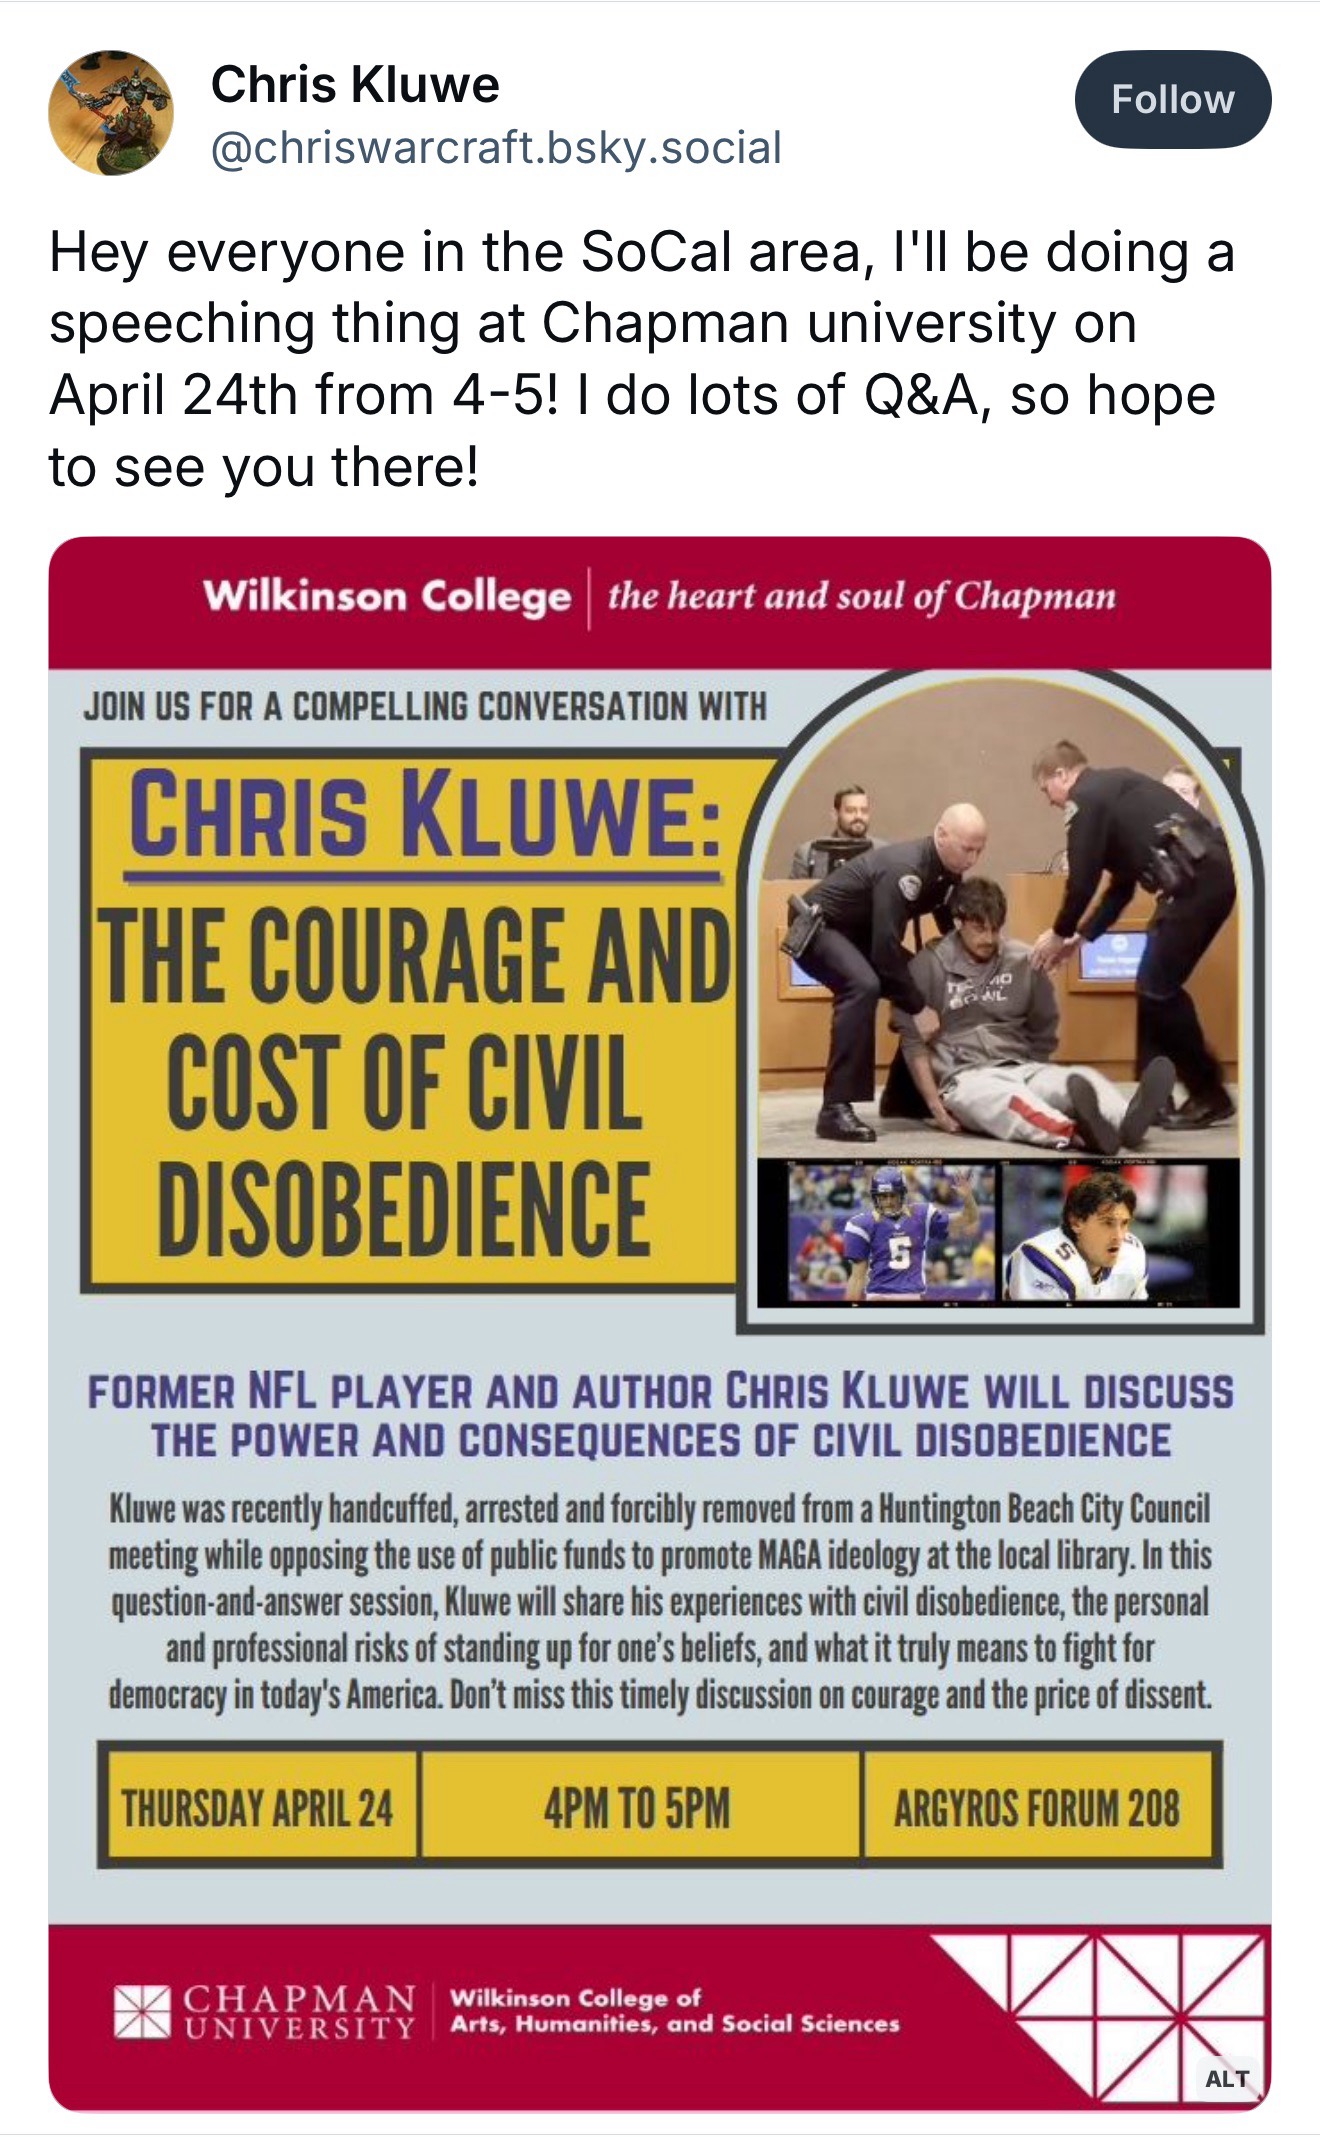 Chris Kluwe
@chriswarcraft.bsky.social
Follow
Hey everyone in the SoCal area, I'll be doing a
speeching thing at Chapman university on
April 24th from 4-5! I do lots of Q&A, so hope
to see you there!
Wilkinson College | the heart and soul of Chapman
JOIN US FOR A COMPELLING CONVERSATION WITH
CHRIS KLUWE:
THE COURAGE AND
COST OF CIVIL
DISOBEDIENCE
5
5
FORMER NFL PLAYER AND AUTHOR CHRIS KLUWE WILL DISCUSS
THE POWER AND CONSEQUENCES OF CIVIL DISOBEDIENCE
Kluwe was recently handcuffed, arrested and forcibly removed from a Huntington Beach City Council
meeting while opposing the use of public funds to promote MAGA ideology at the local library. In this
question-and-answer session, Kluwe will share his experiences with civil disobedience, the personal
and professional risks of standing up for one's beliefs, and what it truly means to fight for
democracy in today's America. Don't miss this timely discussion on courage and the price of dissent.
THURSDAY APRIL 24
4PM TO 5PM
ARGYROS FORUM 208
CHAPMAN
UNIVERSITY
Wilkinson College of
Arts, Humanities, and Social Sciences
ALT